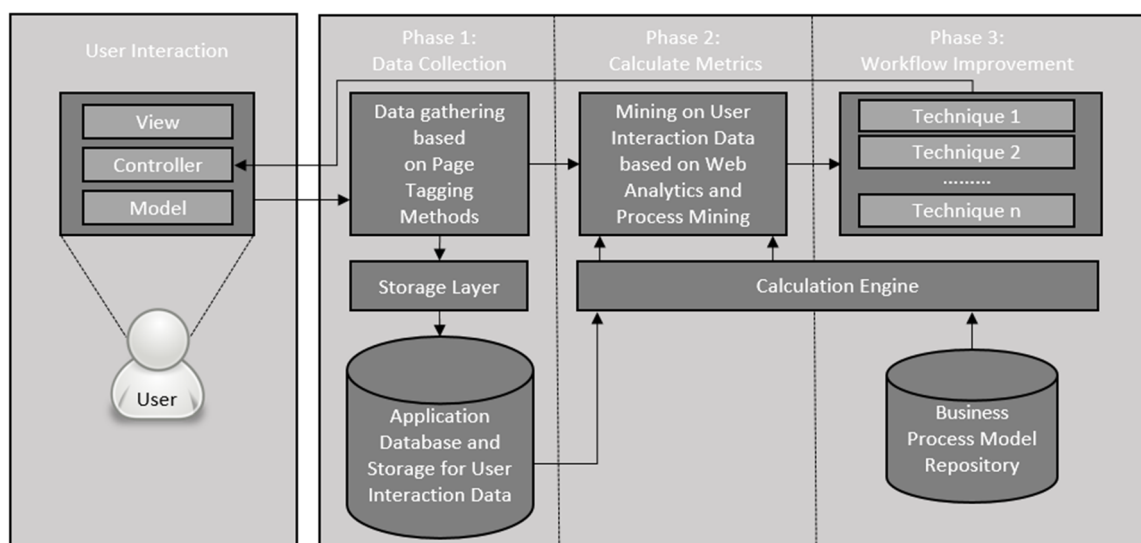 User Interaction
View
Controller
Model
User
Phase 1:
Data Collection
Data gathering
based
on Page
Tagging
Methods
Storage Layer
Application
Database and
Storage for User
Interaction Data
Phase 2:
Calculate Metrics
Mining on User
Interaction Data
based on Web
Analytics and
Process Mining
Calculation Engine
Phase 3:
Workflow Improvement
Technique 1
Technique 2
.........
Technique n
Business
Process Model
Repository